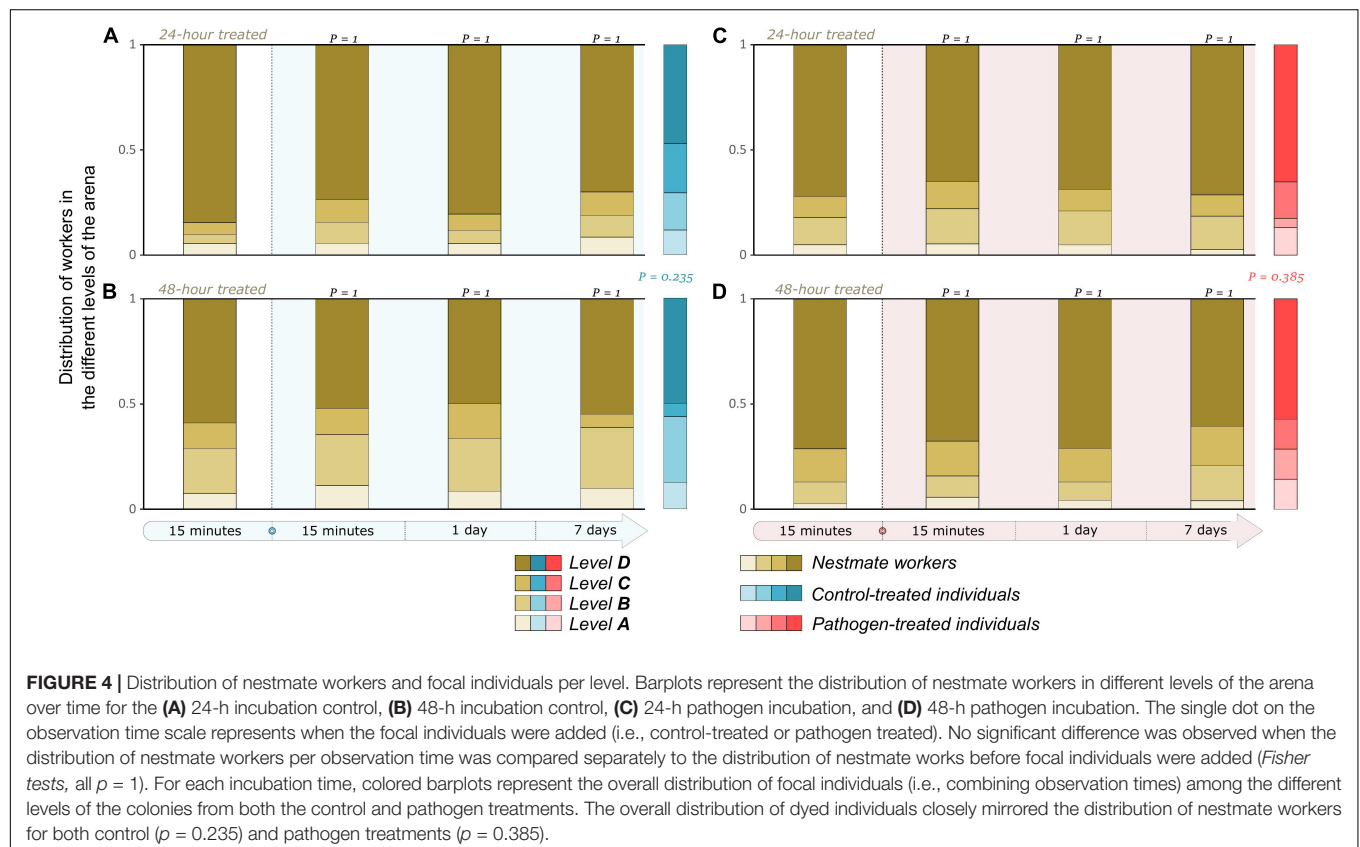 A
24-hour treated
P = 1
P = 1
P = 1
1
0.5
0
C
24-hour treated
P = 1
P = 1
P = 1
1
0.5
0
Distribution of workers in
the different levels of the arena
P = 0.235
P = 0.385
B
48-hour treated
P = 1
P = 1
P = 1
1
0.5
0
D
48-hour treated
P = 1
P = 1
P = 1
1
0.5
0
15 minutes
15 minutes
1 day
7 days
15 minutes
15 minutes
1 day
7 days
Level D
Level C
Level B
Level A
Nestmate workers
Control-treated individuals
Pathogen-treated individuals
FIGURE 4 | Distribution of nestmate workers and focal individuals per level. Barplots represent the distribution of nestmate workers in different levels of the arena
over time for the (A) 24-h incubation control, (B) 48-h incubation control, (C) 24-h pathogen incubation, and (D) 48-h pathogen incubation. The single dot on the
observation time scale represents when the focal individuals were added (i.e., control-treated or pathogen treated). No significant difference was observed when the
distribution of nestmate workers per observation time was compared separately to the distribution of nestmate works before focal individuals were added (Fisher
tests, all p = 1). For each incubation time, colored barplots represent the overall distribution of focal individuals (i.e., combining observation times) among the different
levels of the colonies from both the control and pathogen treatments. The overall distribution of dyed individuals closely mirrored the distribution of nestmate workers
for both control (p = 0.235) and pathogen treatments (p = 0.385).